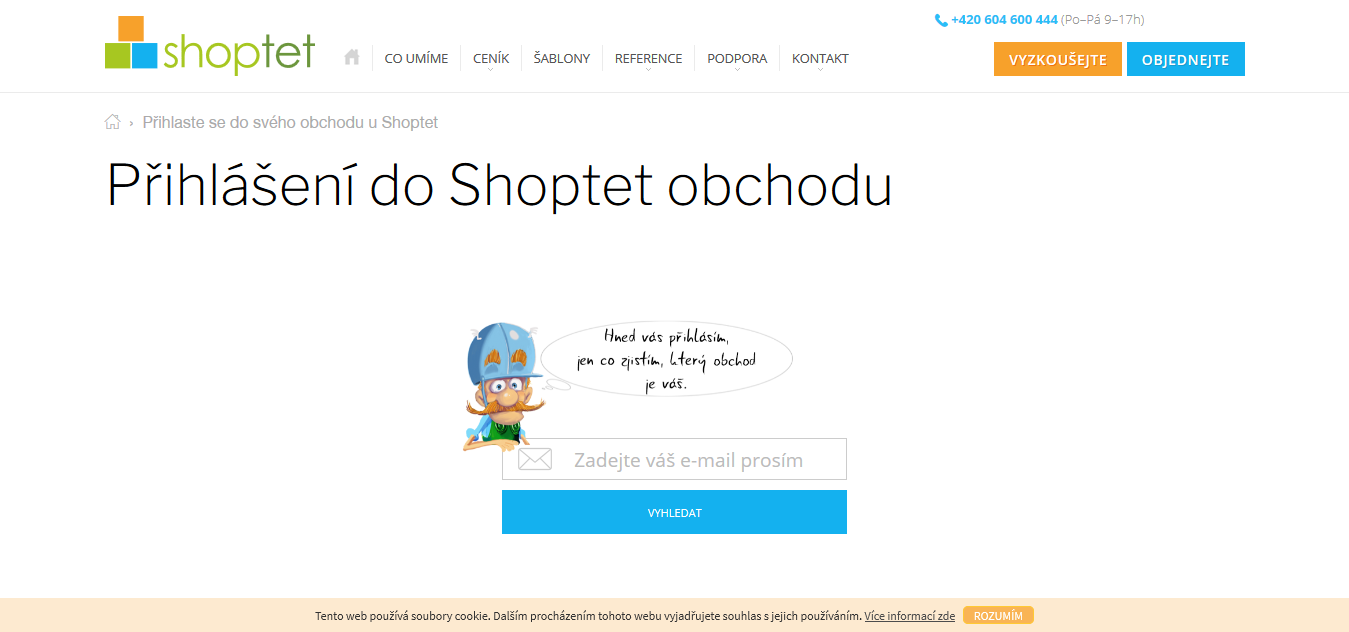 +420 604 600 444 (Po–Pá 9–17h)
shoptet
CO UMÍME
CENÍK
ŠABLONY
REFERENCE
PODPORA
KONTAKT
VYZKOUŠEJTE
OBJEDNEJTE
› Přihlaste se do svého obchodu u Shoptet
Přihlášení do Shoptet obchodu
Hned vás přihlásím,
jen co zjistím, který obchod
je váš.
Zadejte váš e-mail prosím
VYHLEDAT
Tento web používá soubory cookie. Dalším procházením tohoto webu vyjadřujete souhlas s jejich používáním. Více informací zde ROZUMÍM